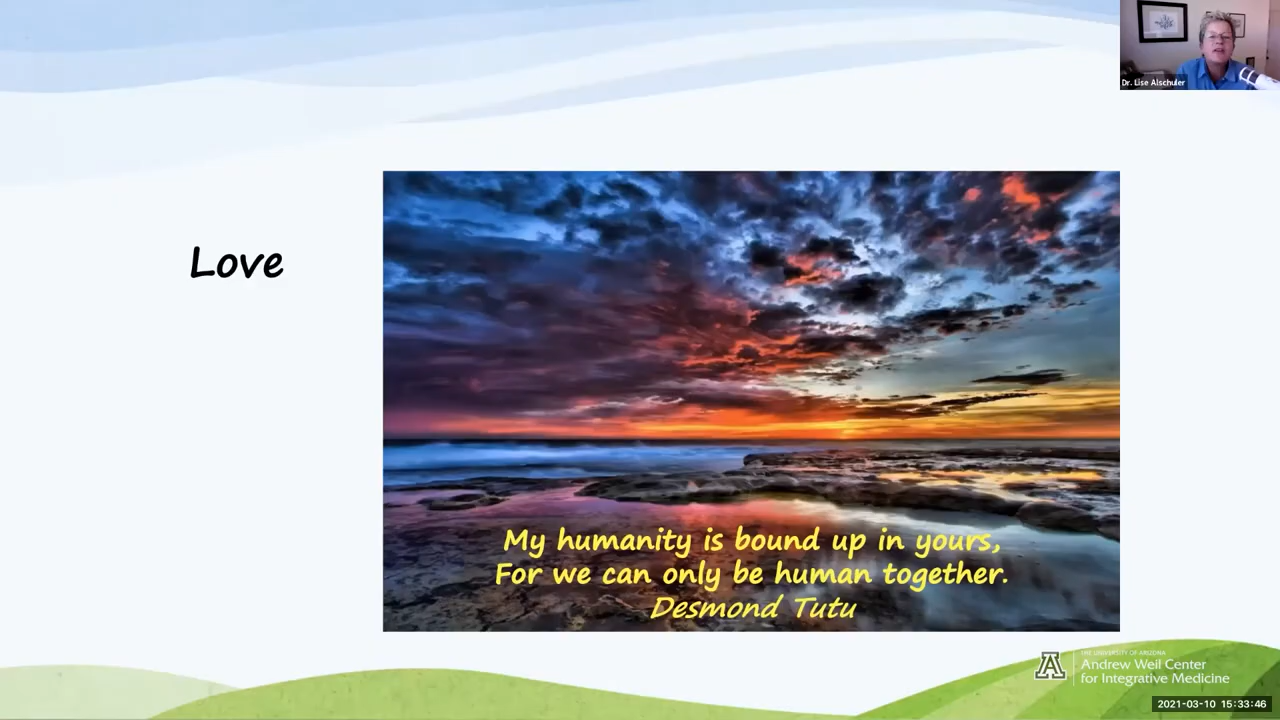 Dr. Lise Alschuler
Love
My humanity is bound up in yours,
For we can only be human together.
Desmond Tutu
THE UNIVERSITY OF ARIZONA
Andrew Weil Center
for Integrative Medicine
2021-03-10 15:33:46